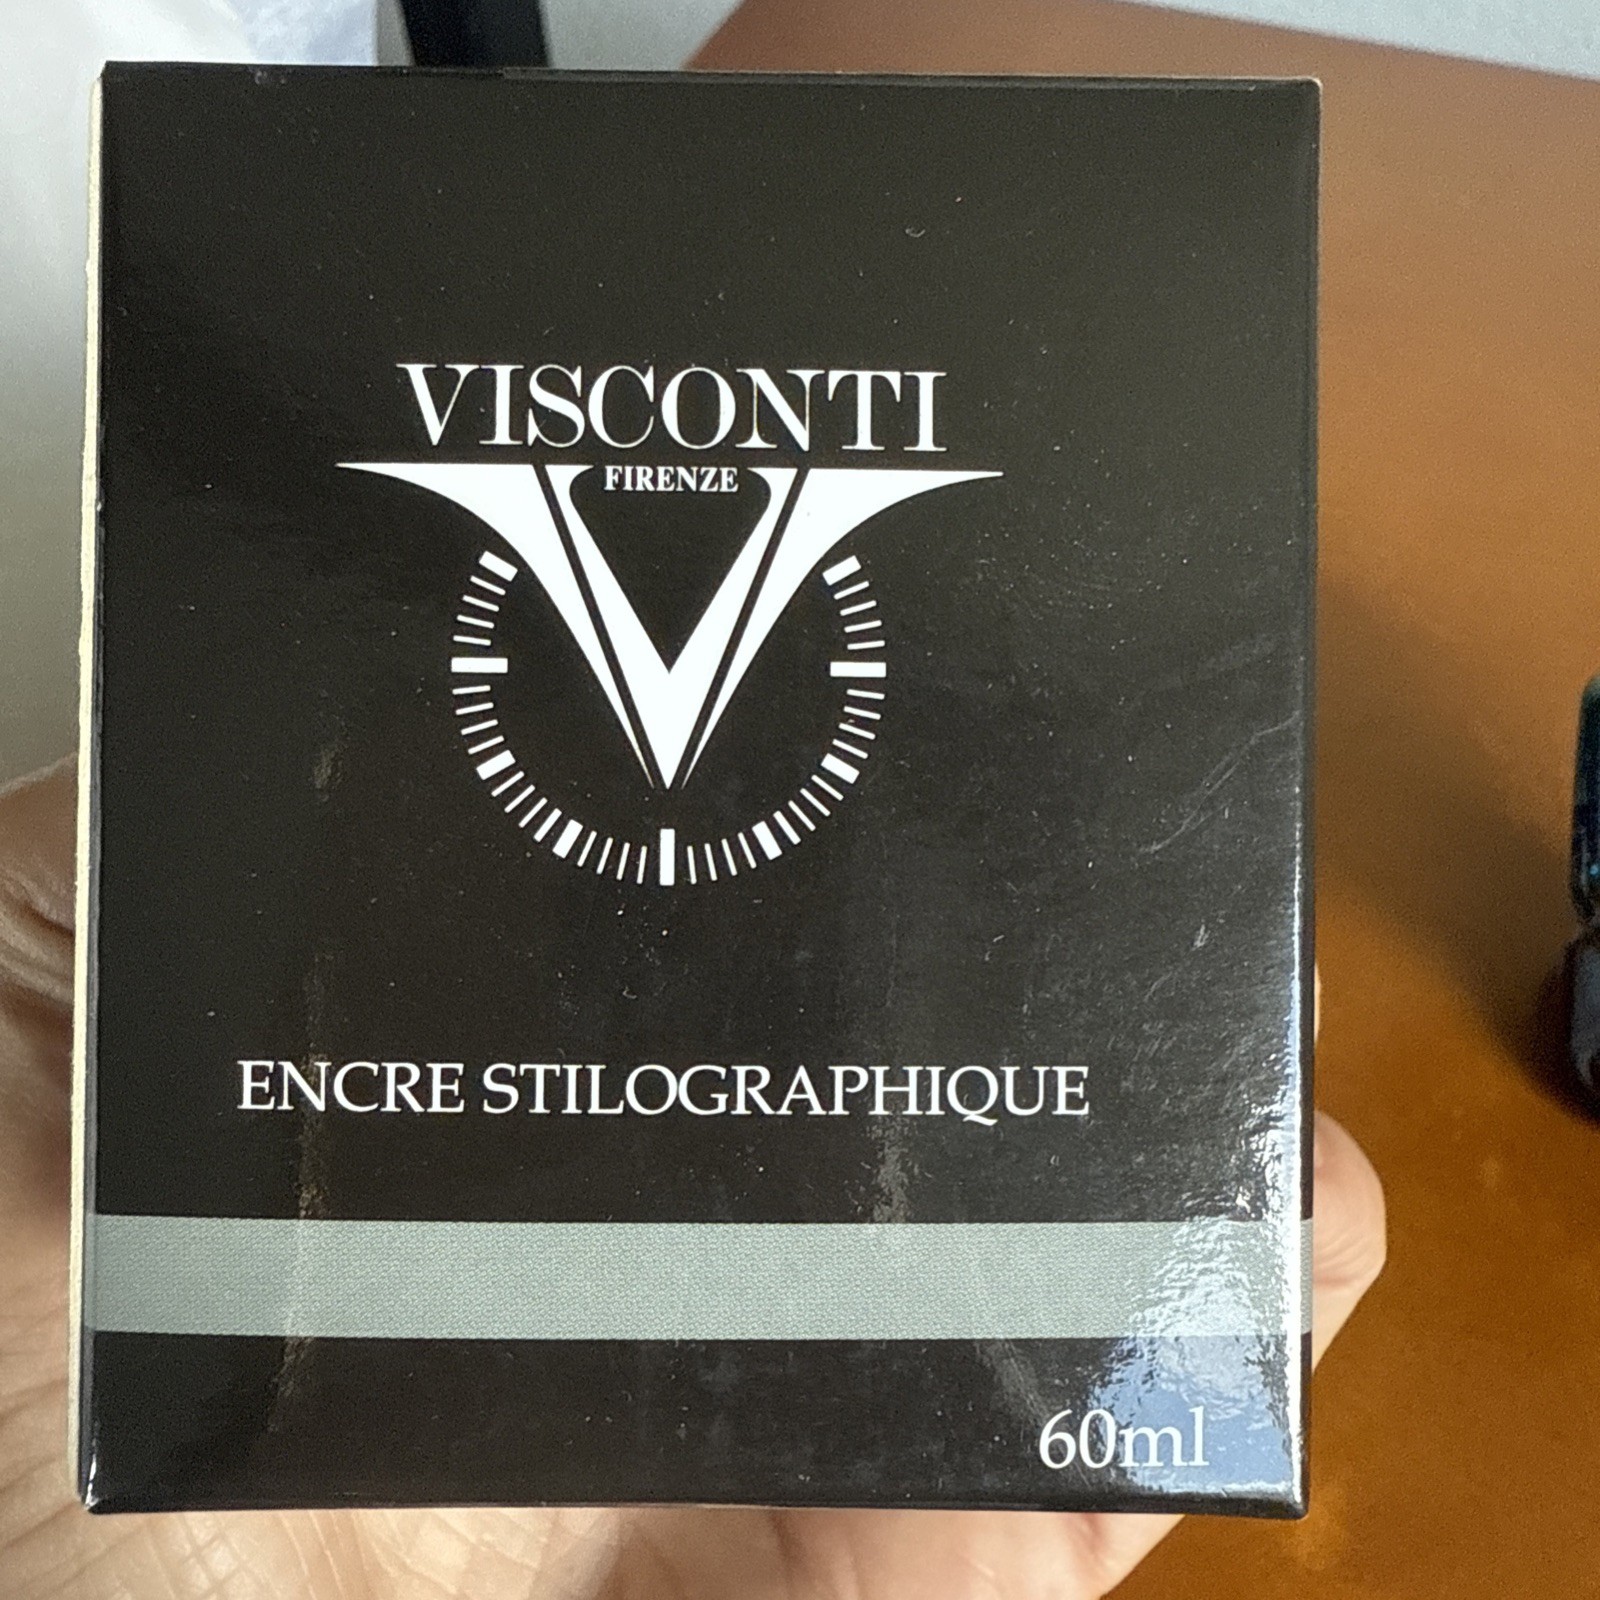 VISCONTI
FIRENZE
ENCRE STILOGRAPHIQUE
60ml